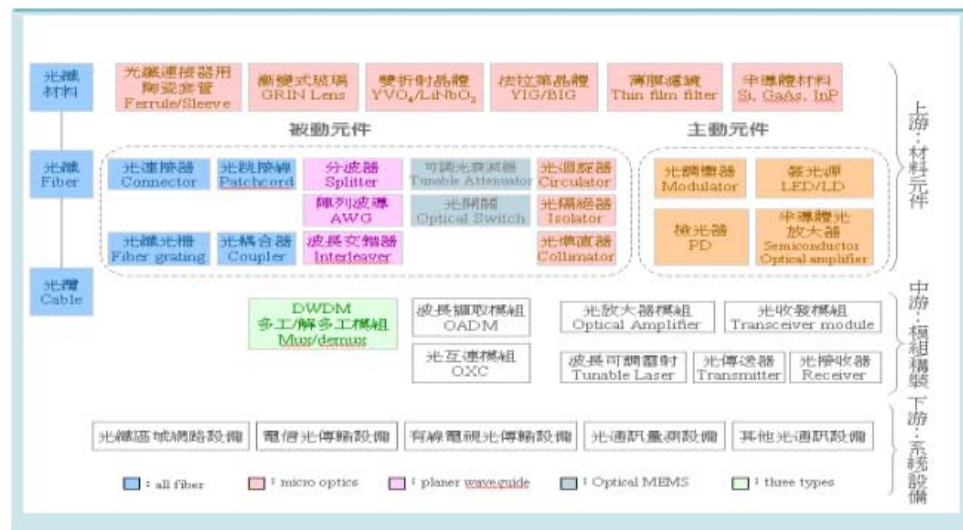 光纖
材料
光纖連接器用
陶瓷套管
Ferrule/Sleeve
漸變式玻璃
GRIN Lens
雙折射晶體
YVO₄/LiNbO₃
法拉第晶體
YIG/BIG
薄膜濾鏡
Thin film filter
半導體材料
Si, GaAs, InP
上游：材料元件
被動元件
主動元件
光纖
Fiber
光連接器
Connector
光跳接線
Patchcord
分波器
Splitter
可調光衰減器
Tunable Attenuator
光迴旋器
Circulator
光調變器
Modulator
發光源
LED/LD
陣列波導
AWG
光開關
Optical Switch
光隔絕器
Isolator
光纖光柵
Fiber grating
光耦合器
Coupler
波長交錯器
Interleaver
光準直器
Collimator
檢光器
PD
半導體光
放大器
Semiconductor
Optical amplifier
光纜
Cable
DWDM
多工/解多工模組
Mux/demux
波長擷取模組
OADM
光放大器模組
Optical Amplifier
光收發模組
Transceiver module
中游：模組構裝
光互連模組
OXC
波長可調雷射
Tunable Laser
光傳送器
Transmitter
光接收器
Receiver
光纖區域網路設備
電信光傳輸設備
有線電視光傳輸設備
光通訊量測設備
其他光通訊設備
下游：系統設備
: all fiber
: micro optics
: planer wave.guide
: Optical MEMS
: three types